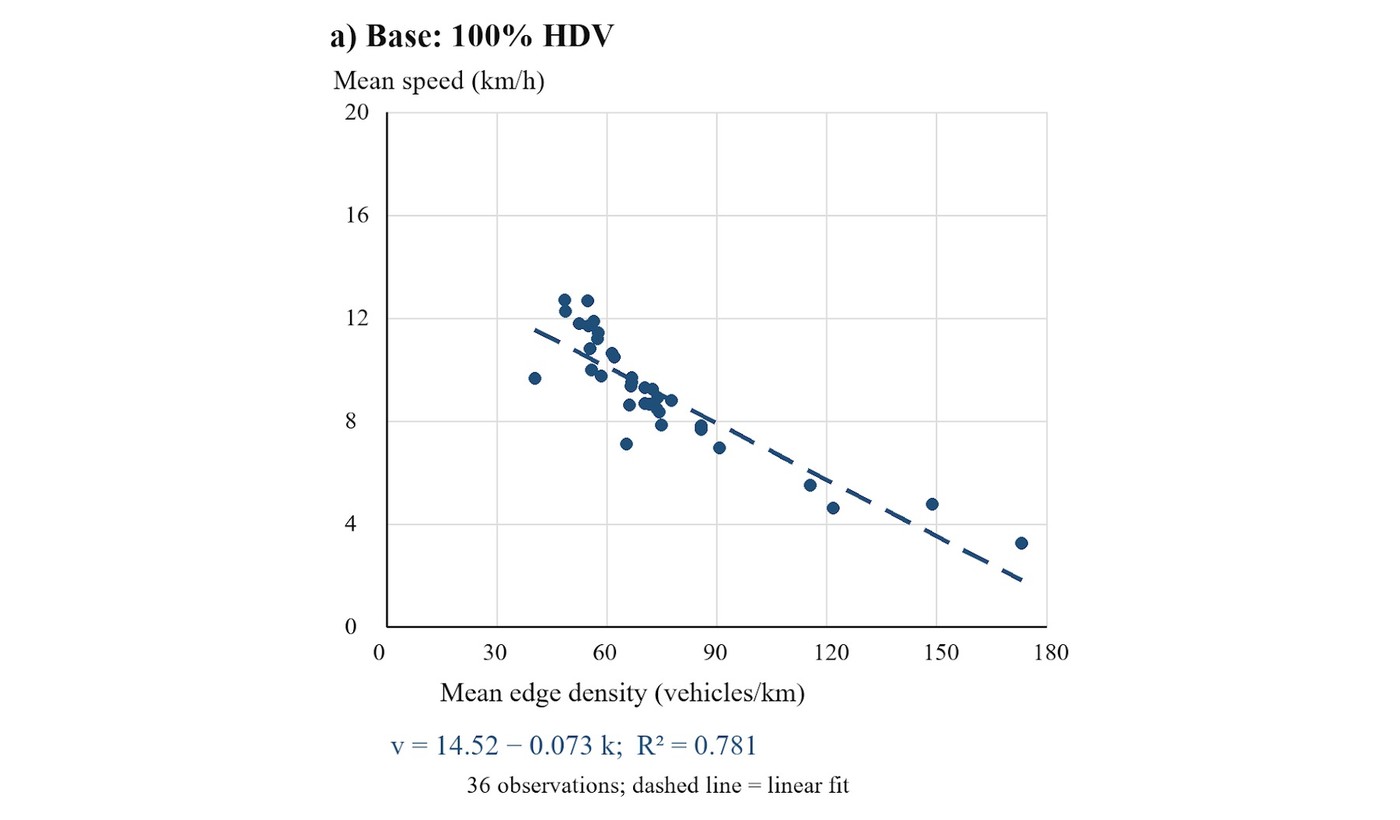 a) Base: 100% HDV
Mean speed (km/h)
20
16
12
8
4
0
0 30 60 90 120 150 180
Mean edge density (vehicles/km)
v = 14.52 − 0.073 k; R² = 0.781
36 observations; dashed line = linear fit